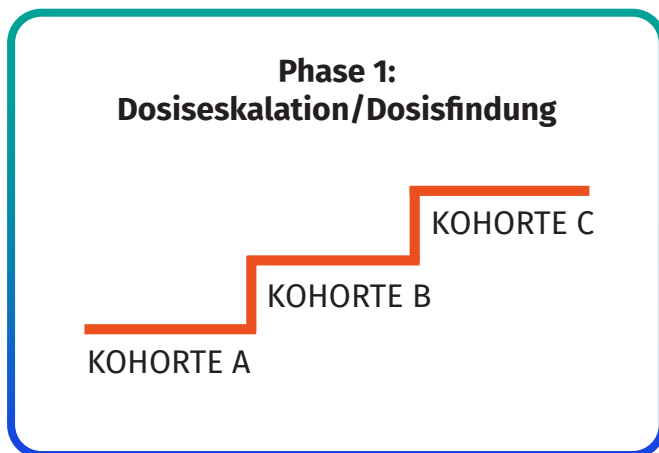 Phase 1:
Dosiseskalation/Dosisfindung
KOHORTE C
KOHORTE B
KOHORTE A